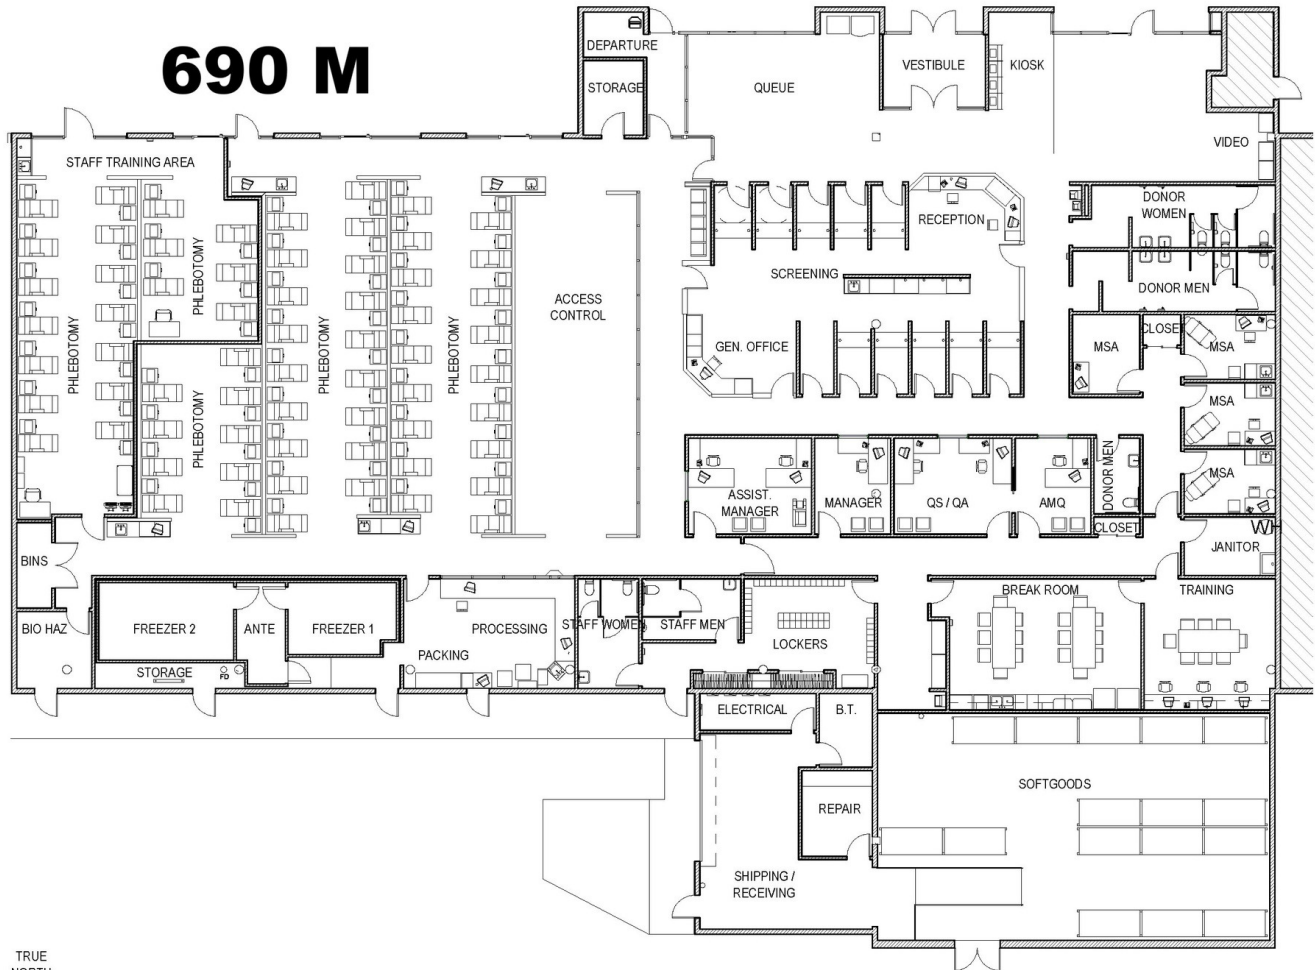 690 M
DEPARTURE
STORAGE
QUEUE
VESTIBULE
KIOSK
VIDEO
STAFF TRAINING AREA
PHLEBOTOMY
PHLEBOTOMY
PHLEBOTOMY
PHLEBOTOMY
PHLEBOTOMY
ACCESS
CONTROL
RECEPTION
SCREENING
GEN. OFFICE
DONOR
WOMEN
DONOR MEN
MSA
CLOSET
MSA
MSA
MSA
ASSIST.
MANAGER
MANAGER
QS / QA
AMQ
DONOR MEN
CLOSET
WH
JANITOR
BINS
BIO HAZ
FREEZER 2
ANTE
FREEZER 1
STORAGE
FD
PACKING
PROCESSING
STAFF WOMEN
STAFF MEN
LOCKERS
BREAK ROOM
TRAINING
ELECTRICAL
B.T.
REPAIR
SOFTGOODS
SHIPPING /
RECEIVING
TRUE
NORTH